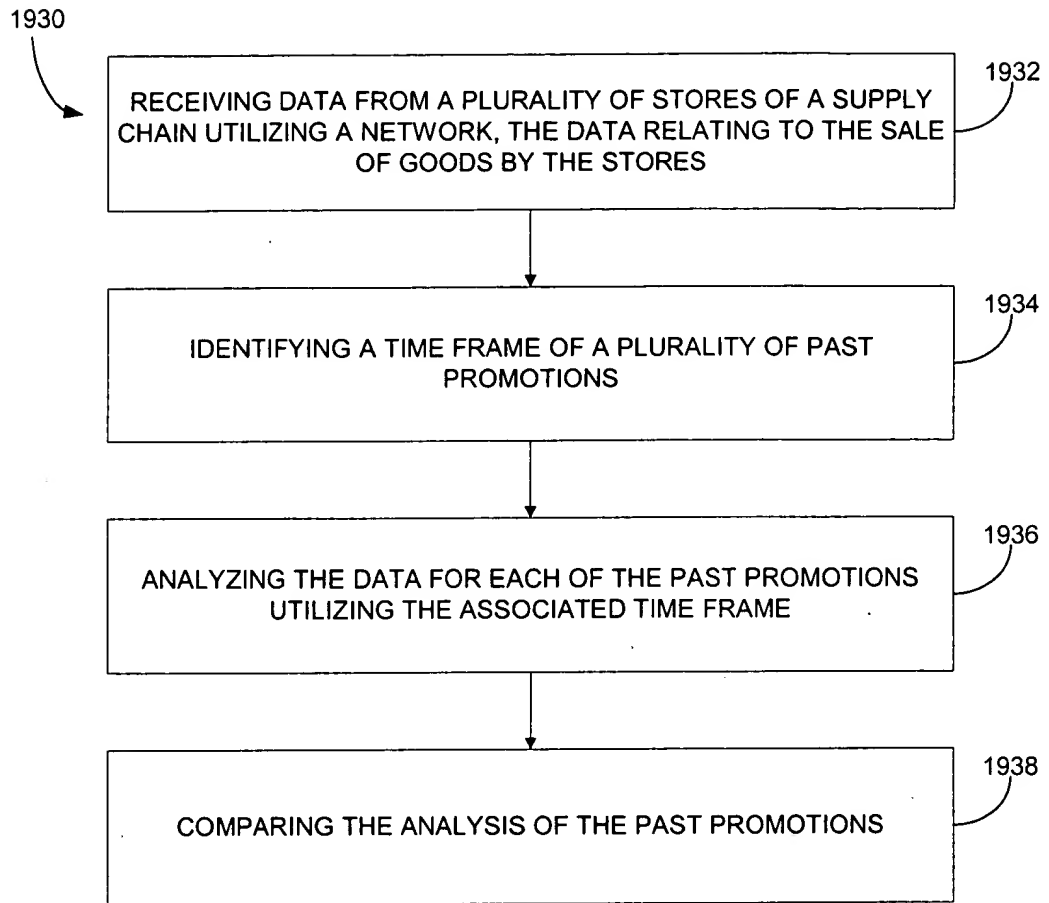 1930
1932
RECEIVING DATA FROM A PLURALITY OF STORES OF A SUPPLY
CHAIN UTILIZING A NETWORK, THE DATA RELATING TO THE SALE
OF GOODS BY THE STORES
1934
IDENTIFYING A TIME FRAME OF A PLURALITY OF PAST
PROMOTIONS
1936
ANALYZING THE DATA FOR EACH OF THE PAST PROMOTIONS
UTILIZING THE ASSOCIATED TIME FRAME
1938
COMPARING THE ANALYSIS OF THE PAST PROMOTIONS